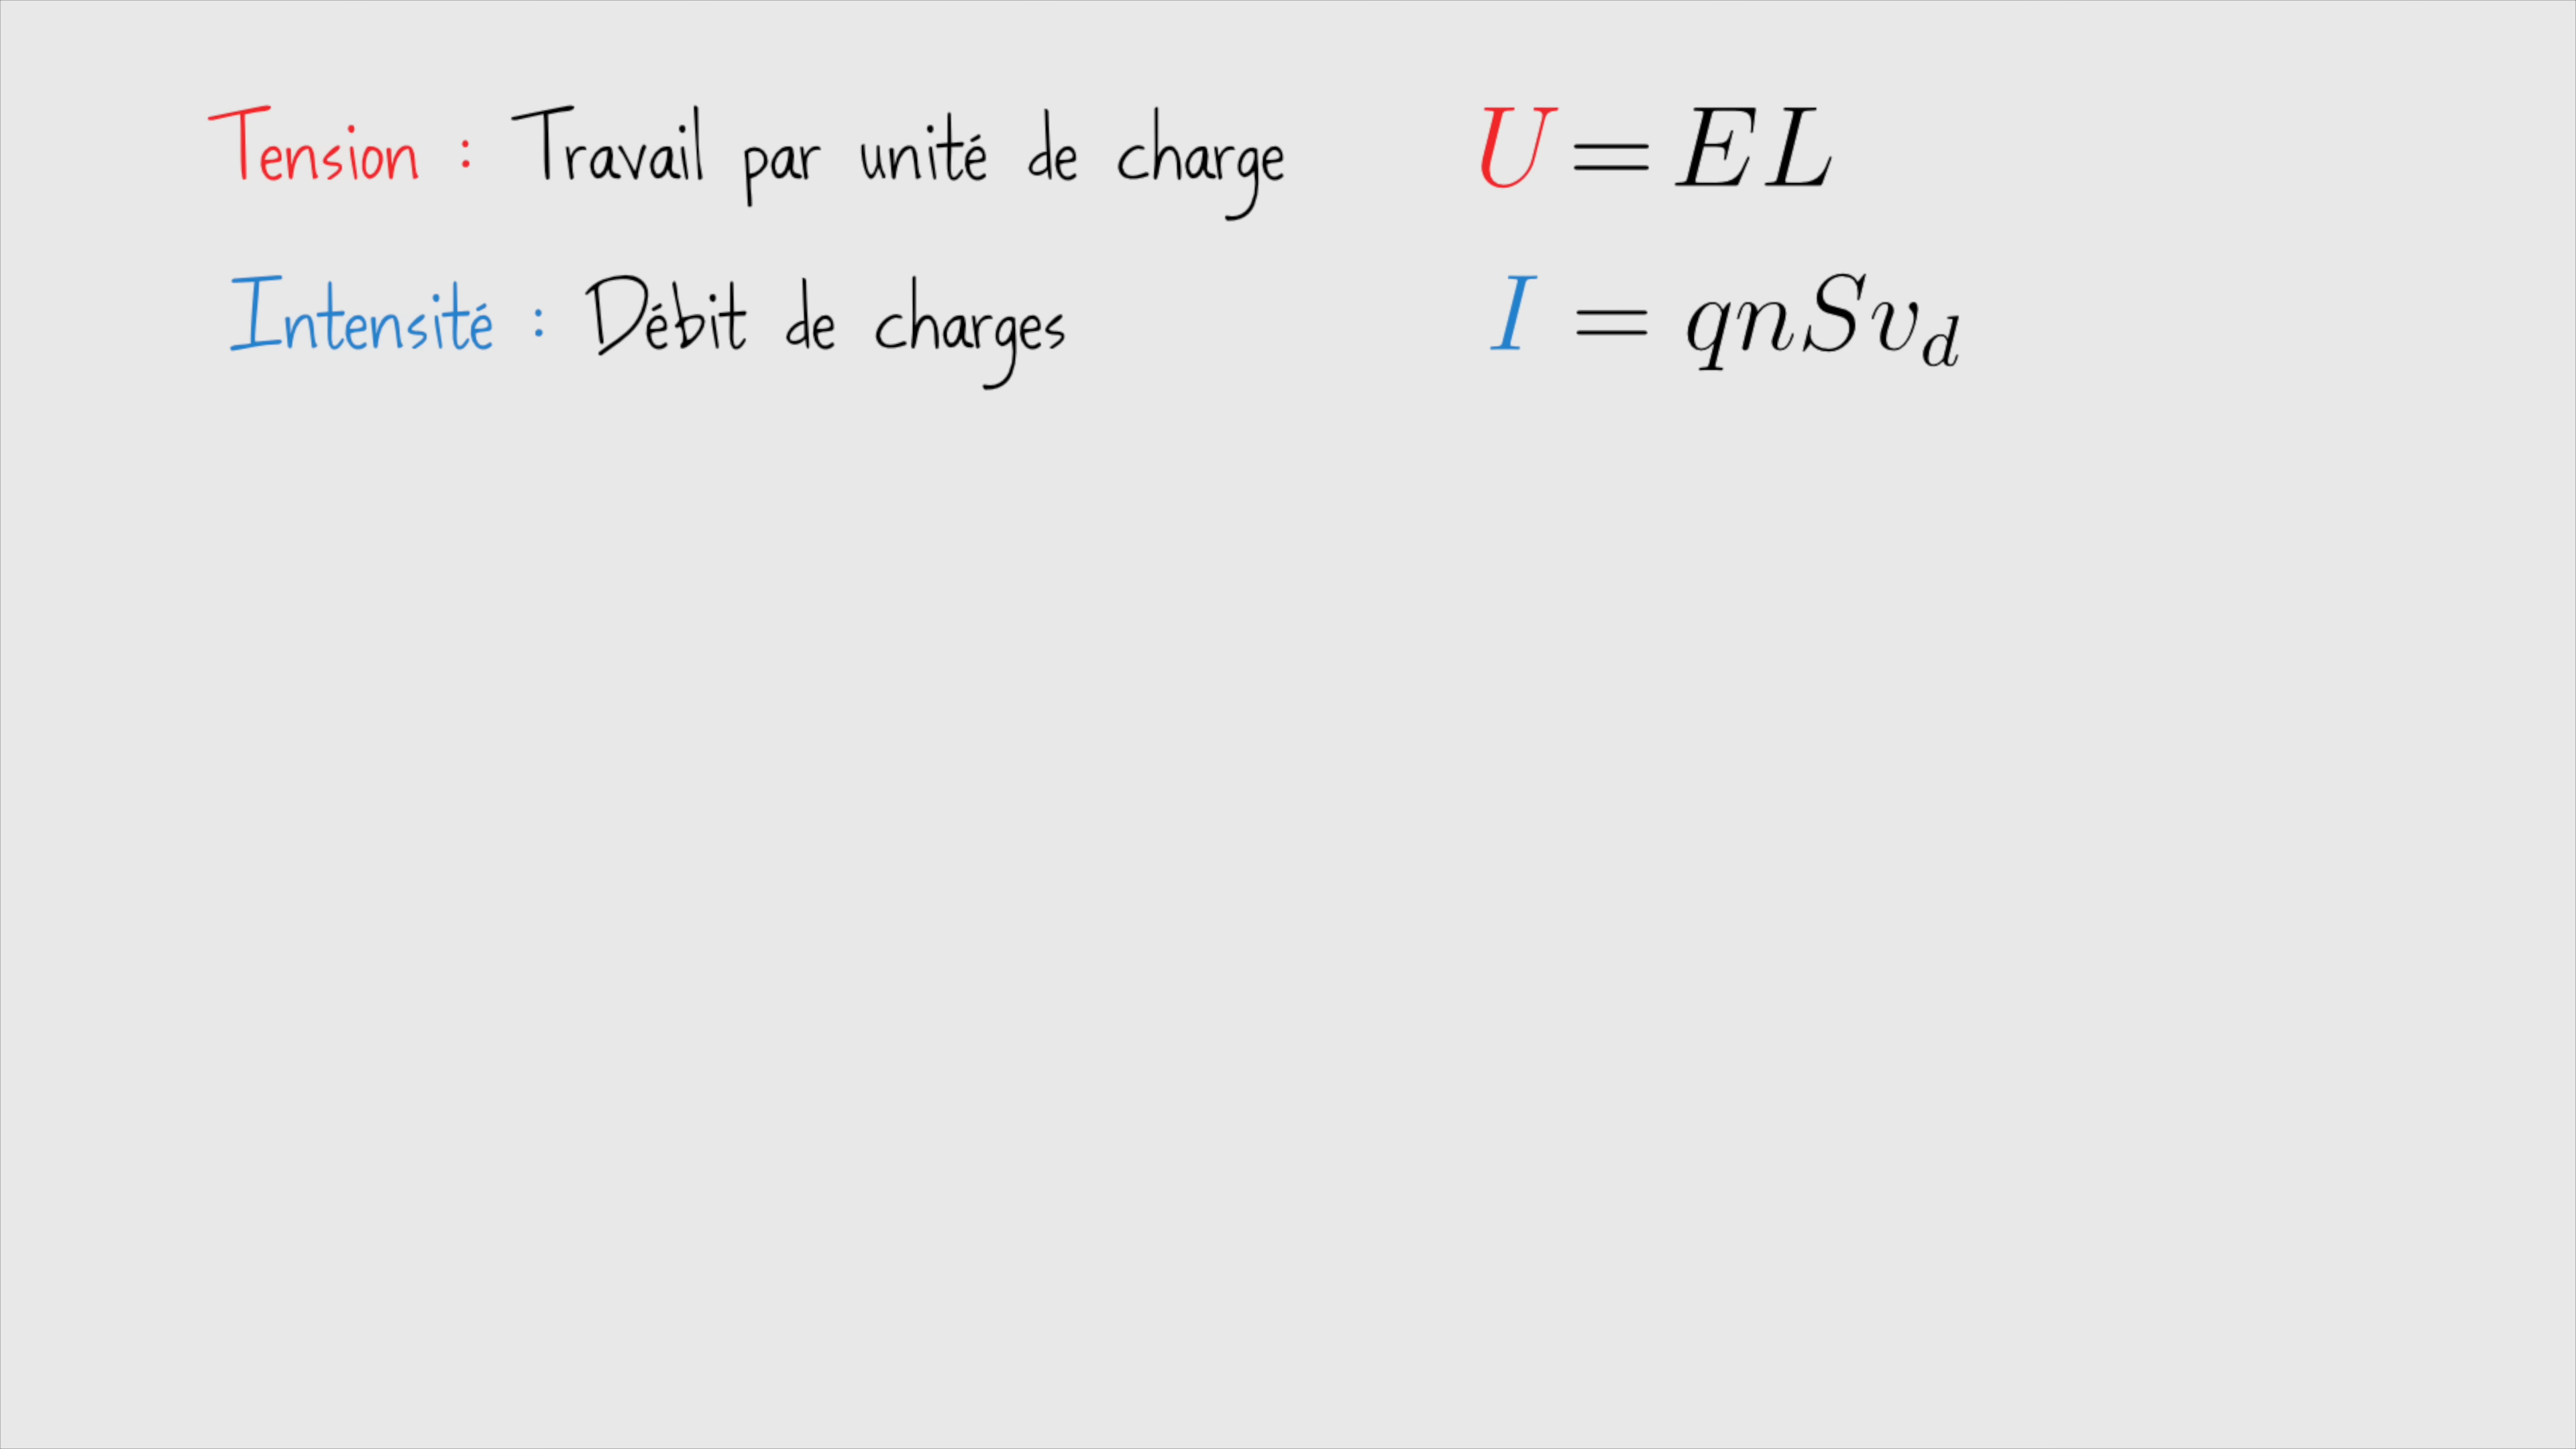 Tension : Travail par unité de charge U = EL
Intensité : Débit de charges I = qnSv_d